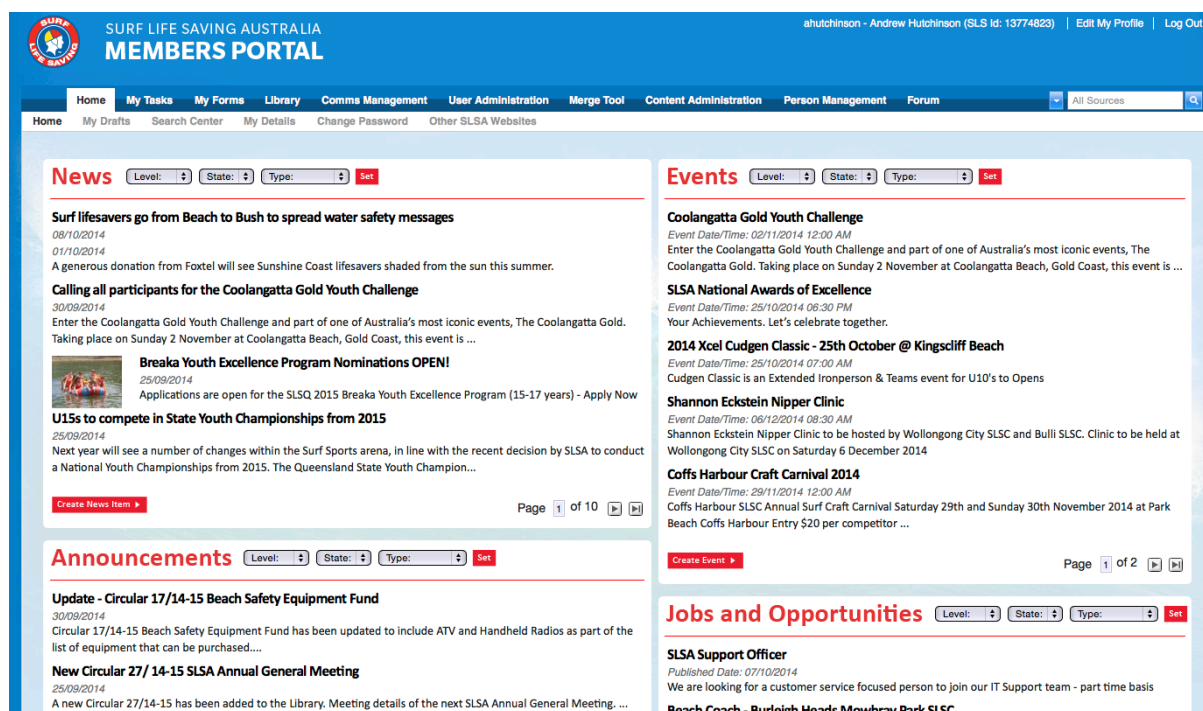 SURF
LIFE SAVING
SURF LIFE SAVING AUSTRALIA
MEMBERS PORTAL
ahutchinson - Andrew Hutchinson (SLS Id: 13774823) | Edit My Profile | Log Out
Home My Tasks My Forms Library Comms Management User Administration Merge Tool Content Administration Person Management Forum All Sources
Home My Drafts Search Center My Details Change Password Other SLSA Websites
News Level: State: Type: Set
Surf lifesavers go from Beach to Bush to spread water safety messages
08/10/2014
01/10/2014
A generous donation from Foxtel will see Sunshine Coast lifesavers shaded from the sun this summer.
Calling all participants for the Coolangatta Gold Youth Challenge
30/09/2014
Enter the Coolangatta Gold Youth Challenge and part of one of Australia's most iconic events, The Coolangatta Gold.
Taking place on Sunday 2 November at Coolangatta Beach, Gold Coast, this event is ...
Breaka Youth Excellence Program Nominations OPEN!
25/09/2014
Applications are open for the SLSQ 2015 Breaka Youth Excellence Program (15-17 years) - Apply Now
U15s to compete in State Youth Championships from 2015
25/09/2014
Next year will see a number of changes within the Surf Sports arena, in line with the recent decision by SLSA to conduct
a National Youth Championships from 2015. The Queensland State Youth Champion...
Create News Item
Page 1 of 10
Announcements Level: State: Type: Set
Update - Circular 17/14-15 Beach Safety Equipment Fund
30/09/2014
Circular 17/14-15 Beach Safety Equipment Fund has been updated to include ATV and Handheld Radios as part of the
list of equipment that can be purchased....
New Circular 27/ 14-15 SLSA Annual General Meeting
25/09/2014
A new Circular 27/14-15 has been added to the Library. Meeting details of the next SLSA Annual General Meeting. ...
Events Level: State: Type: Set
Coolangatta Gold Youth Challenge
Event Date/Time: 02/11/2014 12:00 AM
Enter the Coolangatta Gold Youth Challenge and part of one of Australia's most iconic events, The
Coolangatta Gold. Taking place on Sunday 2 November at Coolangatta Beach, Gold Coast, this event is ...
SLSA National Awards of Excellence
Event Date/Time: 25/10/2014 06:30 PM
Your Achievements. Let's celebrate together.
2014 Xcel Cudgen Classic - 25th October @ Kingscliff Beach
Event Date/Time: 25/10/2014 07:00 AM
Cudgen Classic is an Extended Ironperson & Teams event for U10's to Opens
Shannon Eckstein Nipper Clinic
Event Date/Time: 06/12/2014 08:30 AM
Shannon Eckstein Nipper Clinic to be hosted by Wollongong City SLSC and Bulli SLSC. Clinic to be held at
Wollongong City SLSC on Saturday 6 December 2014
Coffs Harbour Craft Carnival 2014
Event Date/Time: 29/11/2014 12:00 AM
Coffs Harbour SLSC Annual Surf Craft Carnival Saturday 29th and Sunday 30th November 2014 at Park
Beach Coffs Harbour Entry $20 per competitor ...
Create Event
Page 1 of 2
Jobs and Opportunities Level: State: Type: Set
SLSA Support Officer
Published Date: 07/10/2014
We are looking for a customer service focused person to join our IT Support team - part time basis
Beach Coach - Burleigh Heads Mowbray Park SLSC